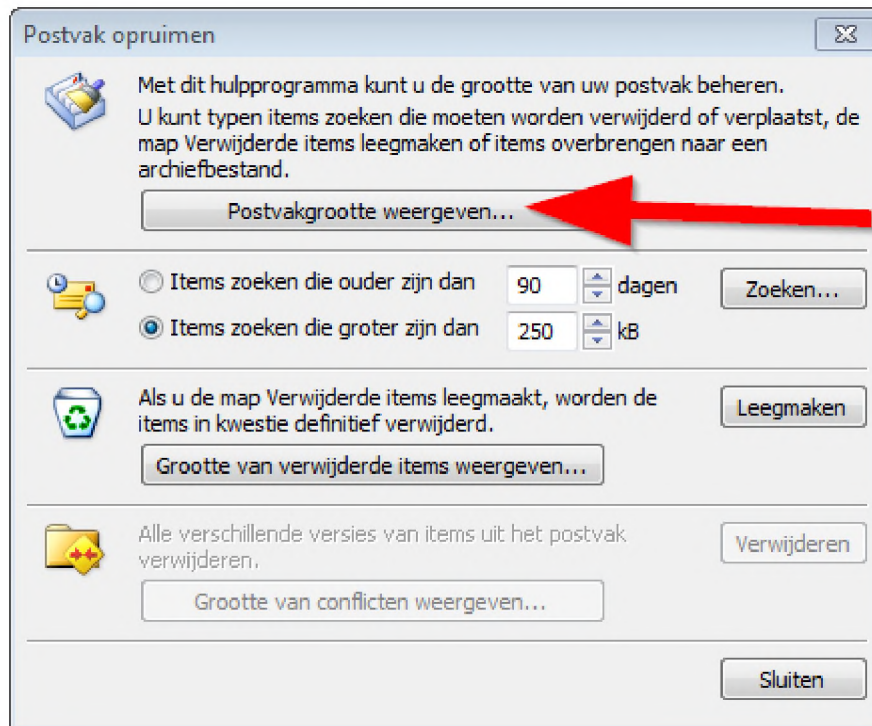 Postvak opruimen
Met dit hulpprogramma kunt u de grootte van uw postvak beheren.
U kunt typen items zoeken die moeten worden verwijderd of verplaatst, de
map Verwijderde items leegmaken of items overbrengen naar een
archiefbestand.
Postvakgrootte weergeven...
Items zoeken die ouder zijn dan 90 dagen Zoeken...
Items zoeken die groter zijn dan 250 kB
Als u de map Verwijderde items leegmaakt, worden de
items in kwestie definitief verwijderd.
Leegmaken
Grootte van verwijderde items weergeven...
Alle verschillende versies van items uit het postvak
verwijderen.
Verwijderen
Grootte van conflicten weergeven...
Sluiten